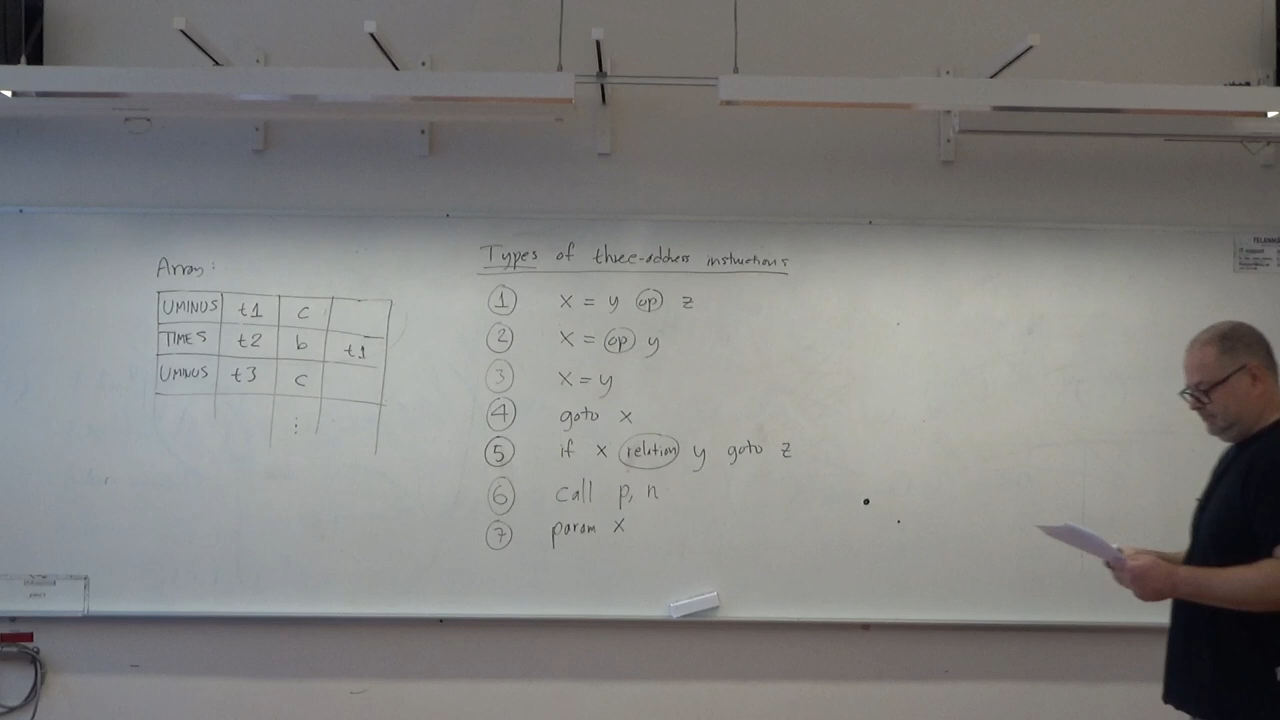 Array:
UMINUS t1 c
TIMES t2 b t1
UMINUS t3 c
⋮
Types of three-address instructions
1 x = y op z
2 x = op y
3 x = y
4 goto x
5 if x relation y goto z
6 call p, n
7 param x